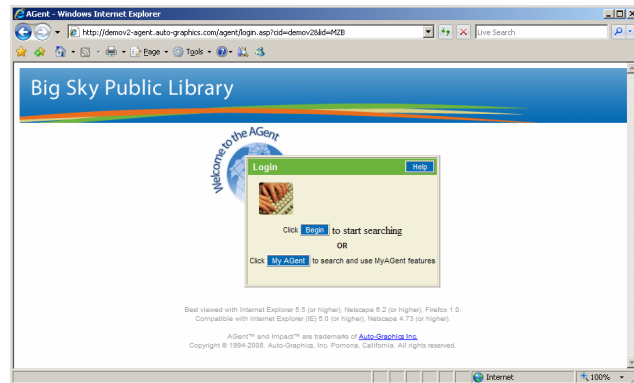 AGent - Windows Internet Explorer
http://demov2-agent.auto-graphics.com/agent/login.asp?cid=demov2&lid=MZB
Live Search
Page Tools
Big Sky Public Library
Welcome to the AGent
Login Help
Click Begin to start searching
OR
Click My AGent to search and use MyAGent features
Best viewed with Internet Explorer 5.5 (or higher), Netscape 6.2 (or higher), Firefox 1.0.
Compatible with Internet Explorer (IE) 5.0 (or higher), Netscape 4.73 (or higher).
AGent™ and Impact™ are trademarks of Auto-Graphics Inc.
Copyright © 1994-2008. Auto-Graphics, Inc. Pomona, California. All rights reserved.
Internet 100%